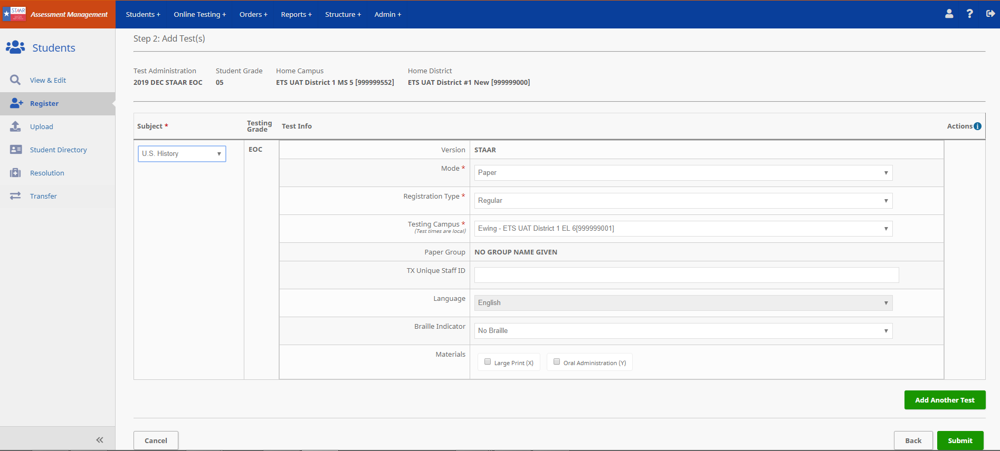 STAAR
Assessment Management
Students +
Online Testing +
Orders +
Reports +
Structure +
Admin +
?
Students
View & Edit
Register
Upload
Student Directory
Resolution
Transfer
«
Step 2: Add Test(s)
Test Administration
Student Grade
Home Campus
Home District
2019 DEC STAAR EOC
05
ETS UAT District 1 MS 5 [999999552]
ETS UAT District #1 New [999999000]
Subject *
Testing
Grade
Test Info
Actions
U.S. History
EOC
Version
STAAR
Mode *
Paper
Registration Type *
Regular
Testing Campus *
(Test times are local)
Ewing - ETS UAT District 1 EL 6[999999001]
Paper Group
NO GROUP NAME GIVEN
TX Unique Staff ID
Language
English
Braille Indicator
No Braille
Materials
Large Print (X)
Oral Administration (Y)
Add Another Test
Cancel
Back
Submit